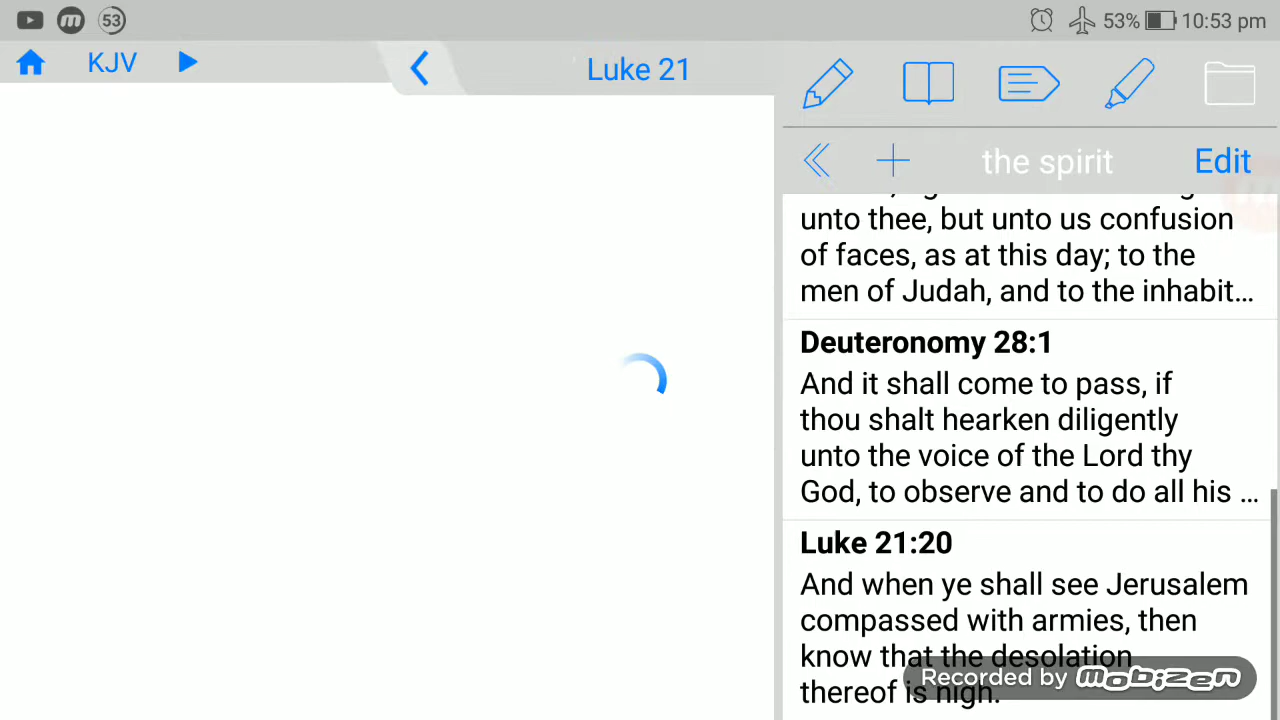 53
53% 10:53 pm
KJV
Luke 21
the spirit
Edit
unto thee, but unto us confusion
of faces, as at this day; to the
men of Judah, and to the inhabit...
Deuteronomy 28:1
And it shall come to pass, if
thou shalt hearken diligently
unto the voice of the Lord thy
God, to observe and to do all his ...
Luke 21:20
And when ye shall see Jerusalem
compassed with armies, then
know that the desolation
thereof is nigh.
Recorded by mobizen